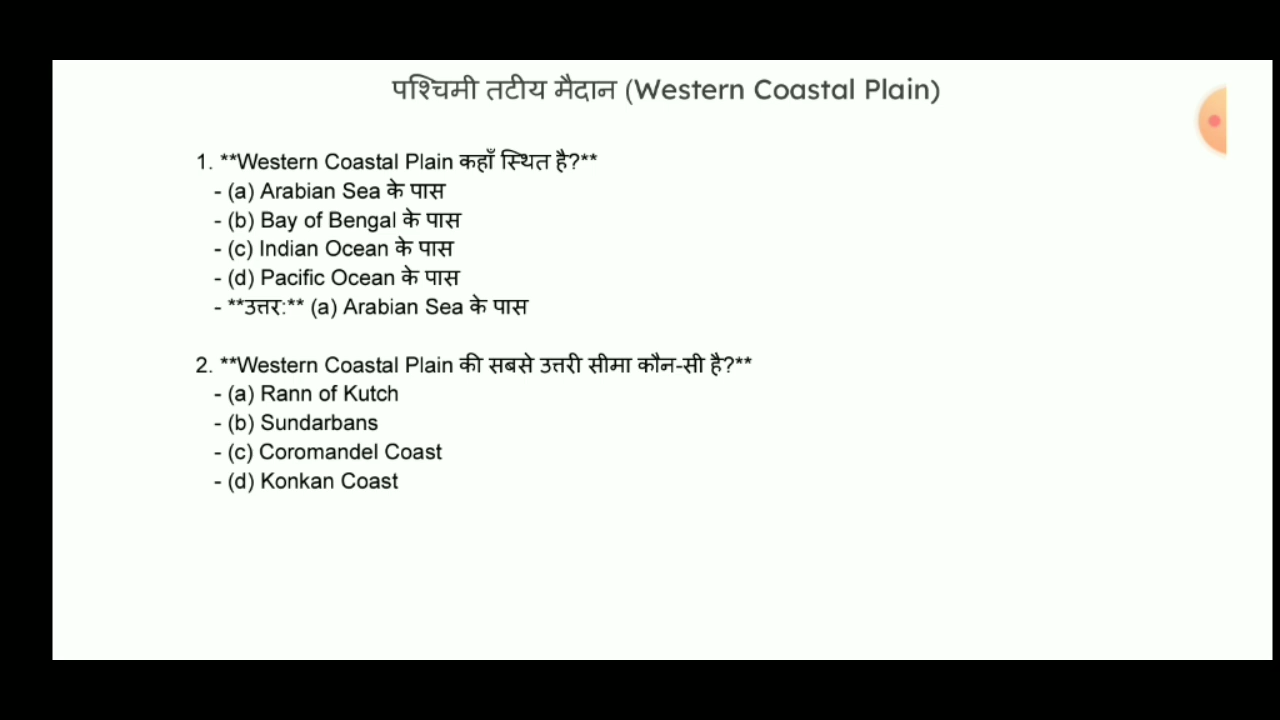 पश्चिमी तटीय मैदान (Western Coastal Plain)
1. **Western Coastal Plain कहाँ स्थित है?**
- (a) Arabian Sea के पास
- (b) Bay of Bengal के पास
- (c) Indian Ocean के पास
- (d) Pacific Ocean के पास
- **उत्तर:** (a) Arabian Sea के पास
2. **Western Coastal Plain की सबसे उत्तरी सीमा कौन-सी है?**
- (a) Rann of Kutch
- (b) Sundarbans
- (c) Coromandel Coast
- (d) Konkan Coast